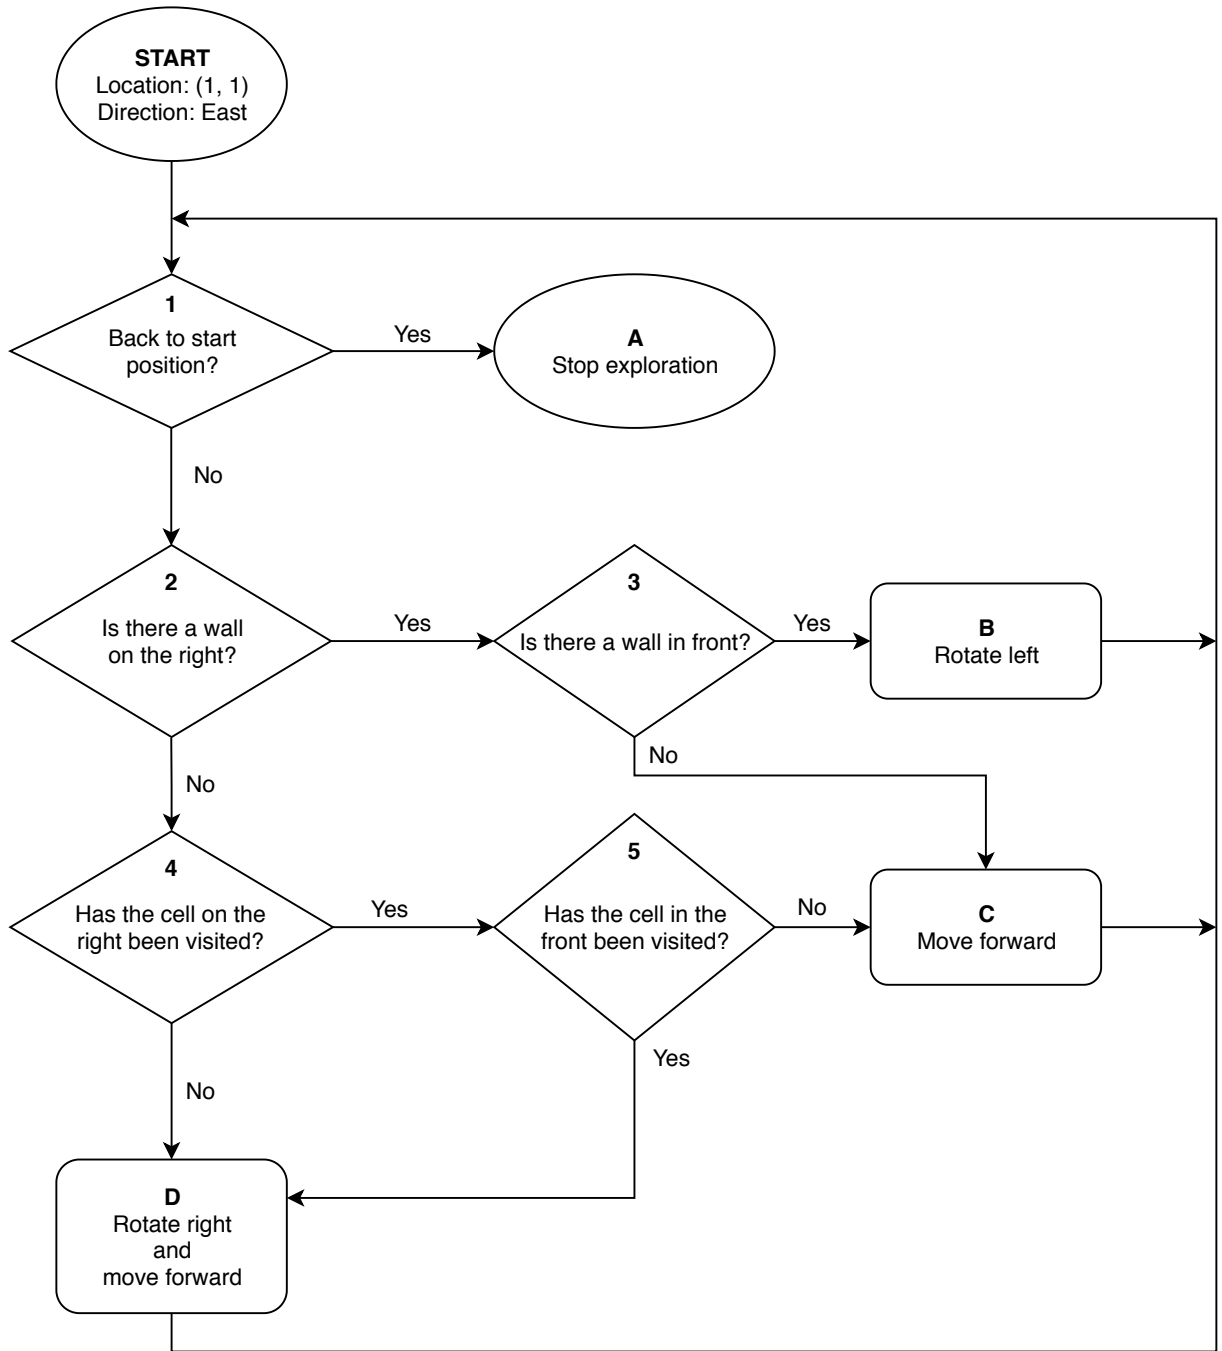 START
Location: (1, 1)
Direction: East
1
Back to start
position?
Yes
A
Stop exploration
No
2
Is there a wall
on the right?
Yes
3
Is there a wall in front?
Yes
B
Rotate left
No
No
4
Has the cell on the
right been visited?
Yes
5
Has the cell in the
front been visited?
No
C
Move forward
Yes
No
D
Rotate right
and
move forward